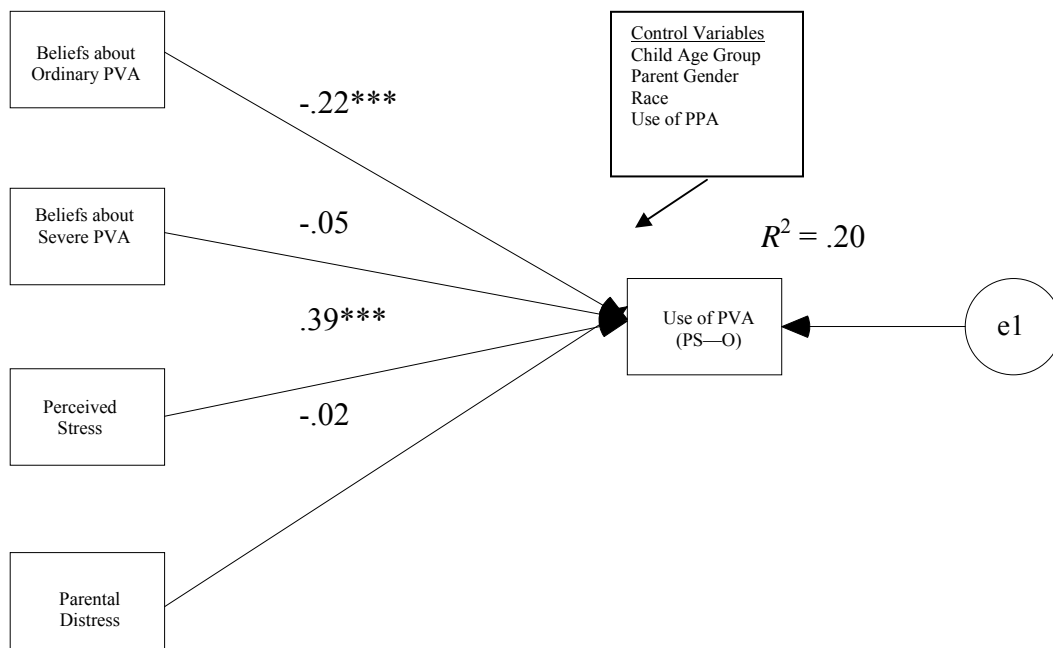 Beliefs about
Ordinary PVA
Control Variables
Child Age Group
Parent Gender
Race
Use of PPA
-.22***
Beliefs about
Severe PVA
-.05
R² = .20
.39***
Use of PVA
(PS—O)
e1
Perceived
Stress
-.02
Parental
Distress